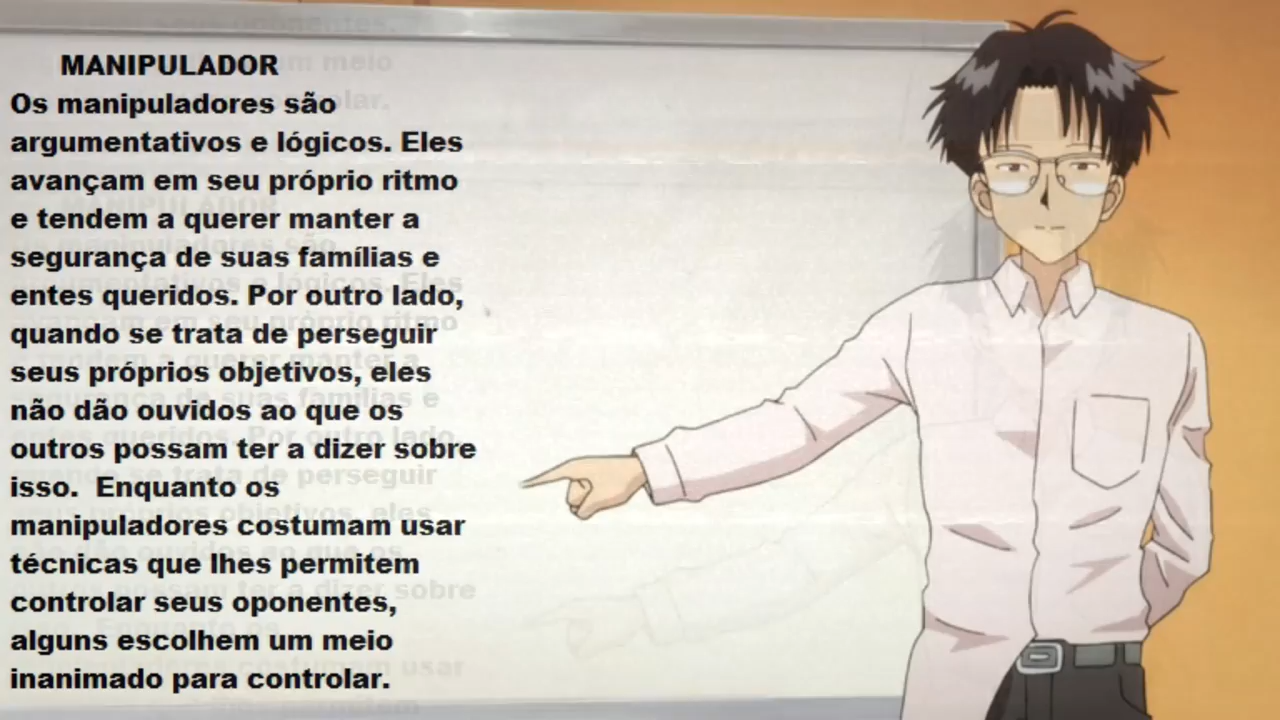 MANIPULADOR
Os manipuladores são
argumentativos e lógicos. Eles
avançam em seu próprio ritmo
e tendem a querer manter a
segurança de suas famílias e
entes queridos. Por outro lado,
quando se trata de perseguir
seus próprios objetivos, eles
não dão ouvidos ao que os
outros possam ter a dizer sobre
isso.  Enquanto os
manipuladores costumam usar
técnicas que lhes permitem
controlar seus oponentes,
alguns escolhem um meio
inanimado para controlar.